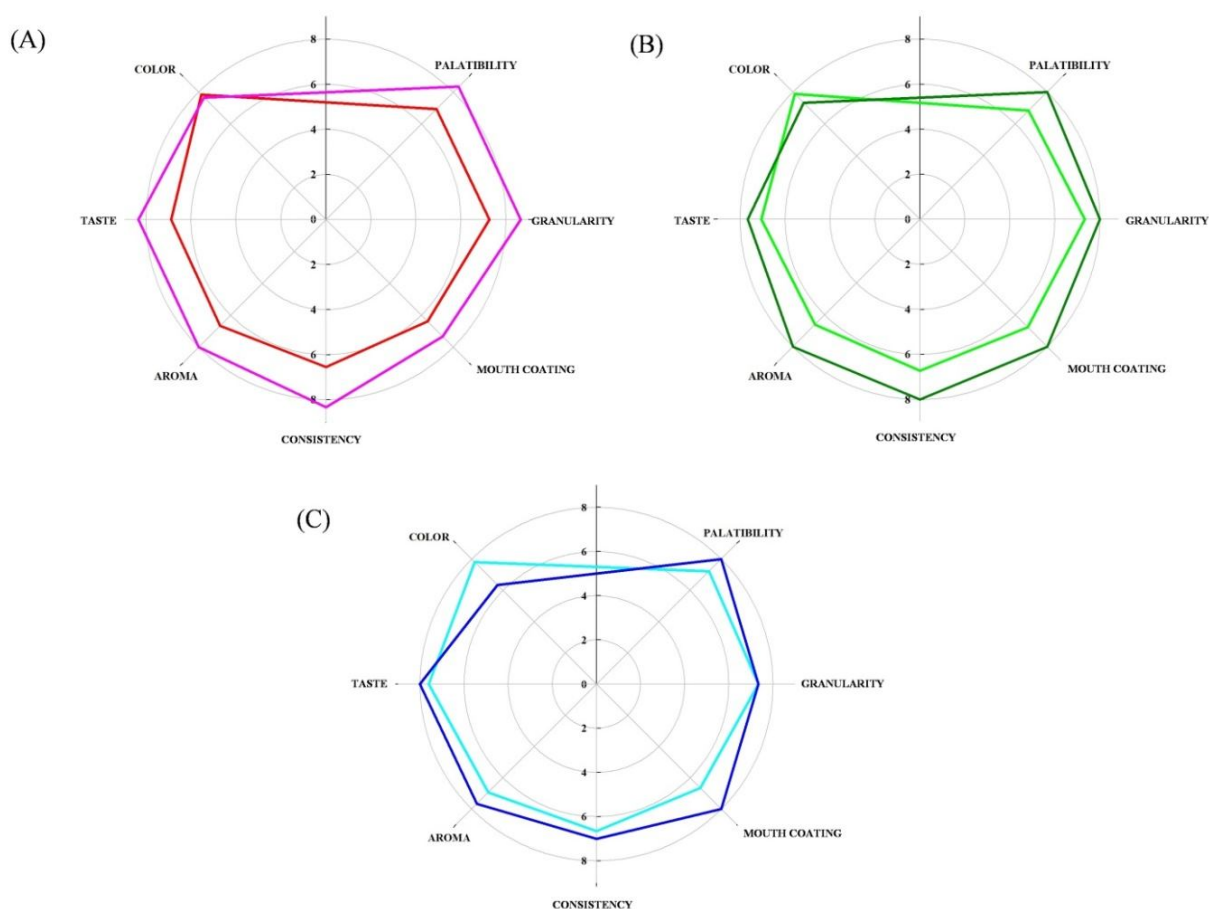 (A)
8
PALATIBILITY
COLOR
6
4
2
TASTE
0
GRANULARITY
2
4
6
AROMA
MOUTH COATING
8
CONSISTENCY
(B)
8
PALATIBILITY
COLOR
6
4
2
TASTE
0
GRANULARITY
2
4
6
AROMA
MOUTH COATING
8
CONSISTENCY
(C)
8
PALATIBILITY
COLOR
6
4
2
TASTE
0
GRANULARITY
2
4
6
AROMA
MOUTH COATING
8
CONSISTENCY